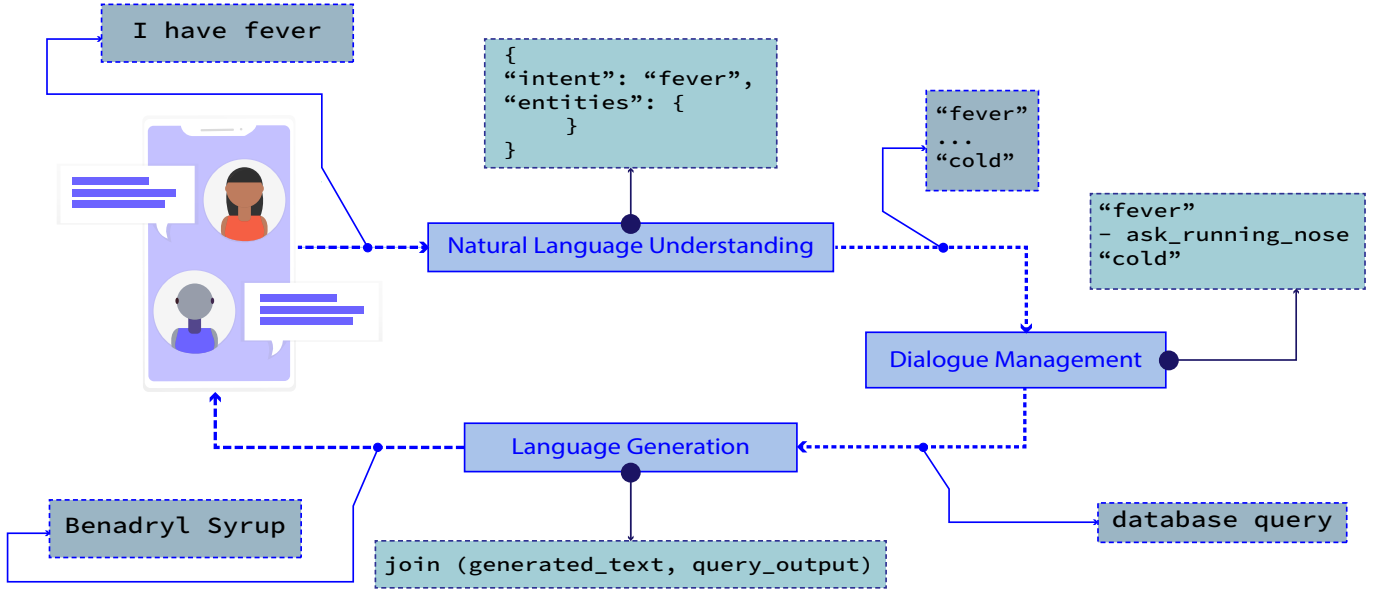 I have fever
{
“intent”: “fever”,
“entities”: {
}
}
“fever”
...
“cold”
“fever”
– ask_running_nose
“cold”
Natural Language Understanding
Dialogue Management
Language Generation
Benadryl Syrup
database query
join (generated_text, query_output)